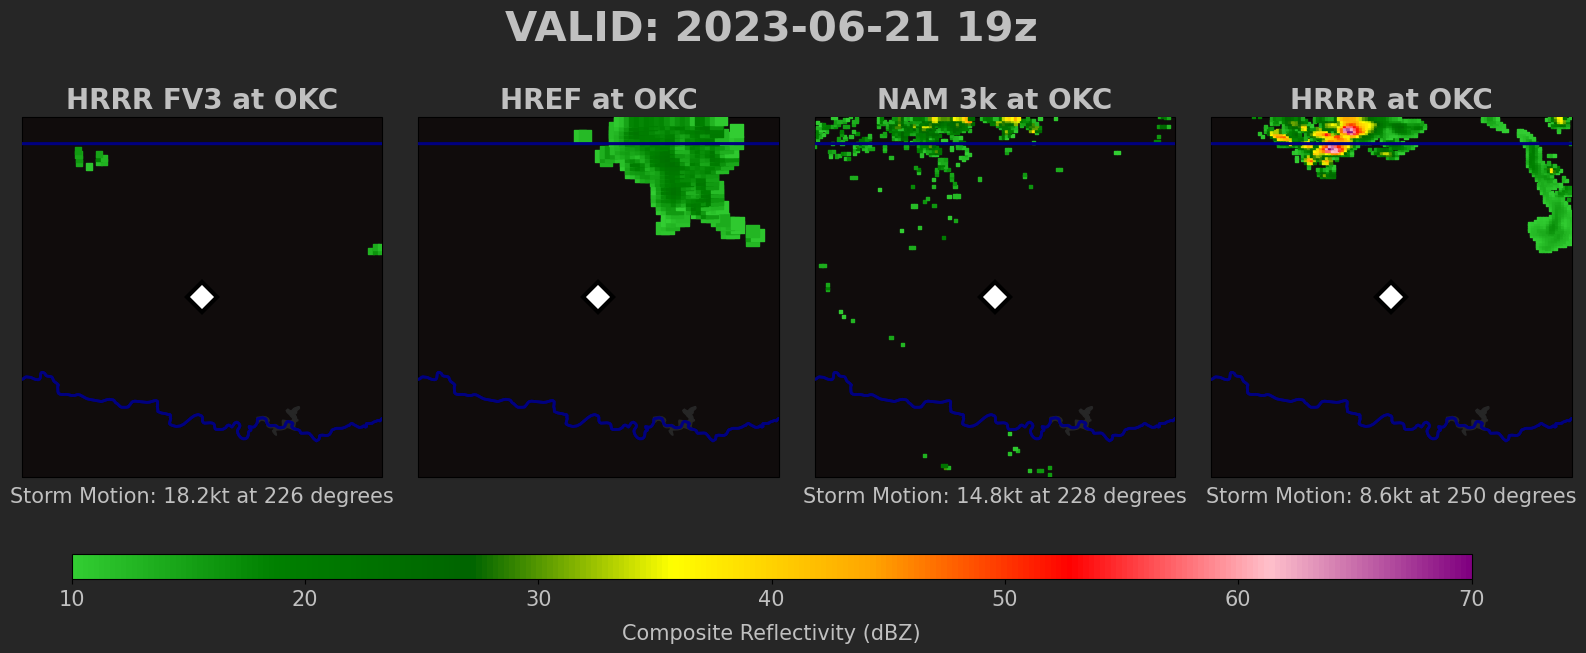 VALID: 2023-06-21 19z
HRRR FV3 at OKC
HREF at OKC
NAM 3k at OKC
HRRR at OKC
Storm Motion: 18.2kt at 226 degrees
Storm Motion: 14.8kt at 228 degrees
Storm Motion: 8.6kt at 250 degrees
10 20 30 40 50 60 70
Composite Reflectivity (dBZ)